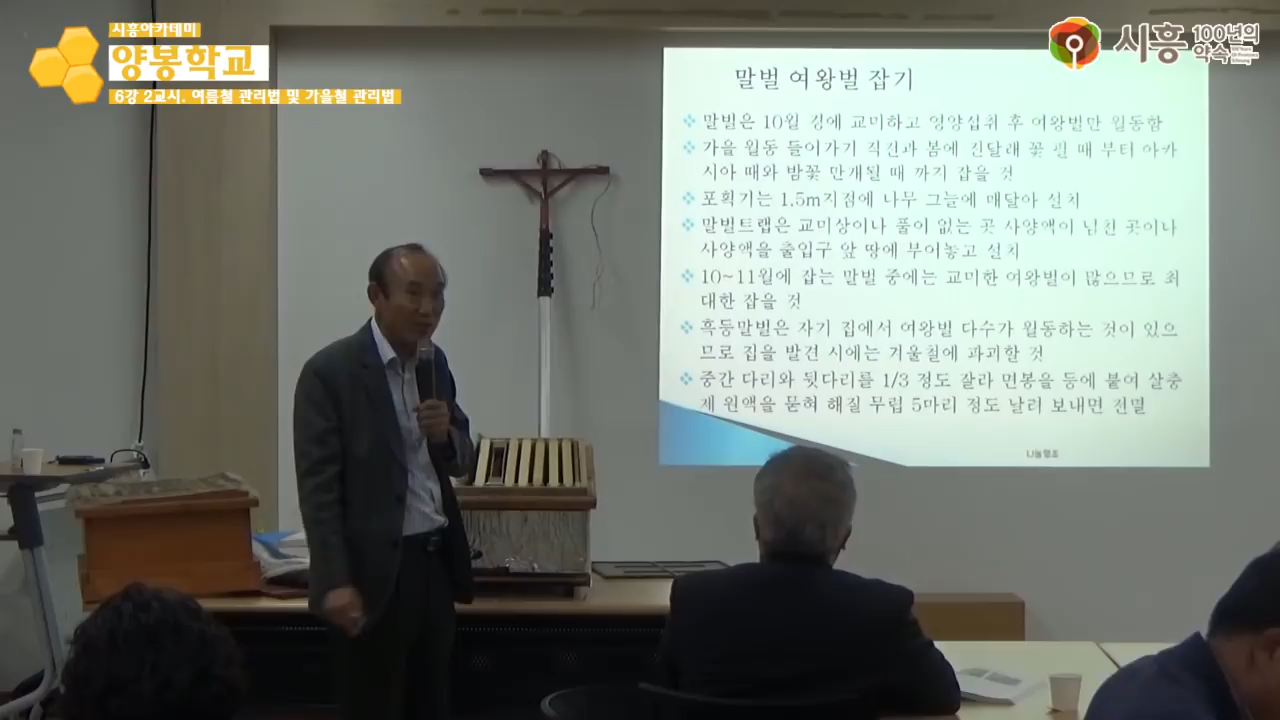 시흥아카데미
양봉학교
6강 2교시. 여름철 관리법 및 가을철 관리법
시흥 100년의
약속
말벌 여왕벌 잡기
말벌은 10월 경에 교미하고 영양섭취 후 여왕벌만 월동함
가을 월동 들어가기 직전과 봄에 진달래 꽃 필 때 부터 아카
시아 때와 밤꽃 만개될 때 까지 잡을 것
포획기는 1.5m지점에 나무 그늘에 매달아 설치
말벌트랩은 교미상이나 풀이 없는 곳 사양액이 넘친 곳이나
사양액을 출입구 앞 땅에 부어놓고 설치
10~11월에 잡는 말벌 중에는 교미한 여왕벌이 많으므로 최
대한 잡을 것
흑등말벌은 자기 집에서 여왕벌 다수가 월동하는 것이 있으
므로 집을 발견 시에는 겨울철에 파괴할 것
중간 다리와 뒷다리를 1/3 정도 잘라 면봉을 등에 붙여 살충
제 원액을 묻혀 해질 무렵 5마리 정도 날려 보내면 전멸